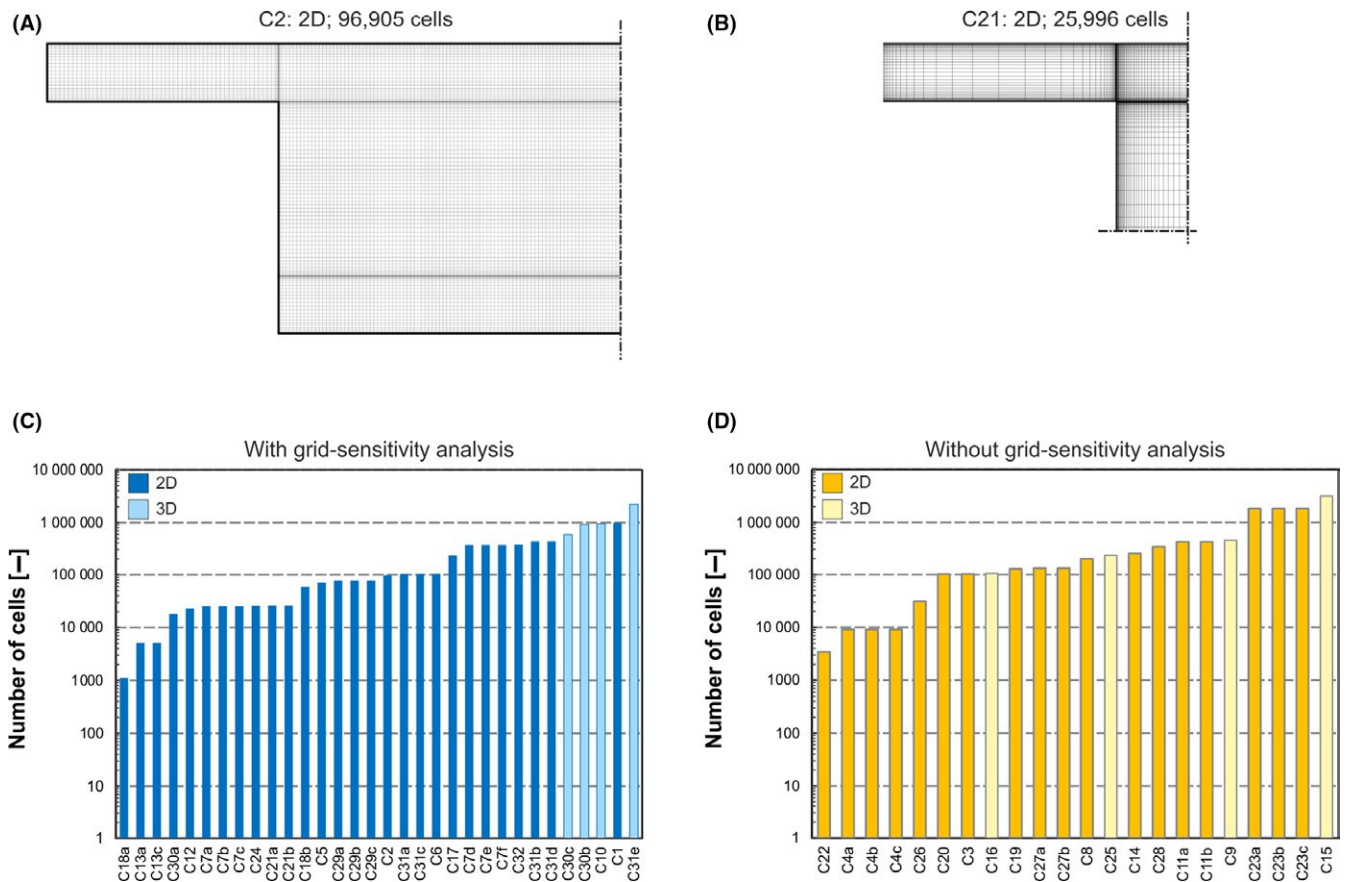 (A)
C2: 2D; 96,905 cells
(B)
C21: 2D; 25,996 cells
(C)
With grid-sensitivity analysis
Number of cells [–]
10 000 000
1 000 000
100 000
10 000
1000
100
10
1
2D
3D
C18a C13a C13c C30a C12 C7a C7b C7c C24 C21a C21b C18b C5 C29a C29b C29c C2 C31a C31c C6 C17 C7d C7e C7f C32 C31b C31d C30c C30b C10 C1 C31e
(D)
Without grid-sensitivity analysis
Number of cells [–]
10 000 000
1 000 000
100 000
10 000
1000
100
10
1
2D
3D
C22 C4a C4b C4c C26 C20 C3 C16 C19 C27a C27b C8 C25 C14 C28 C11a C11b C9 C23a C23b C23c C15